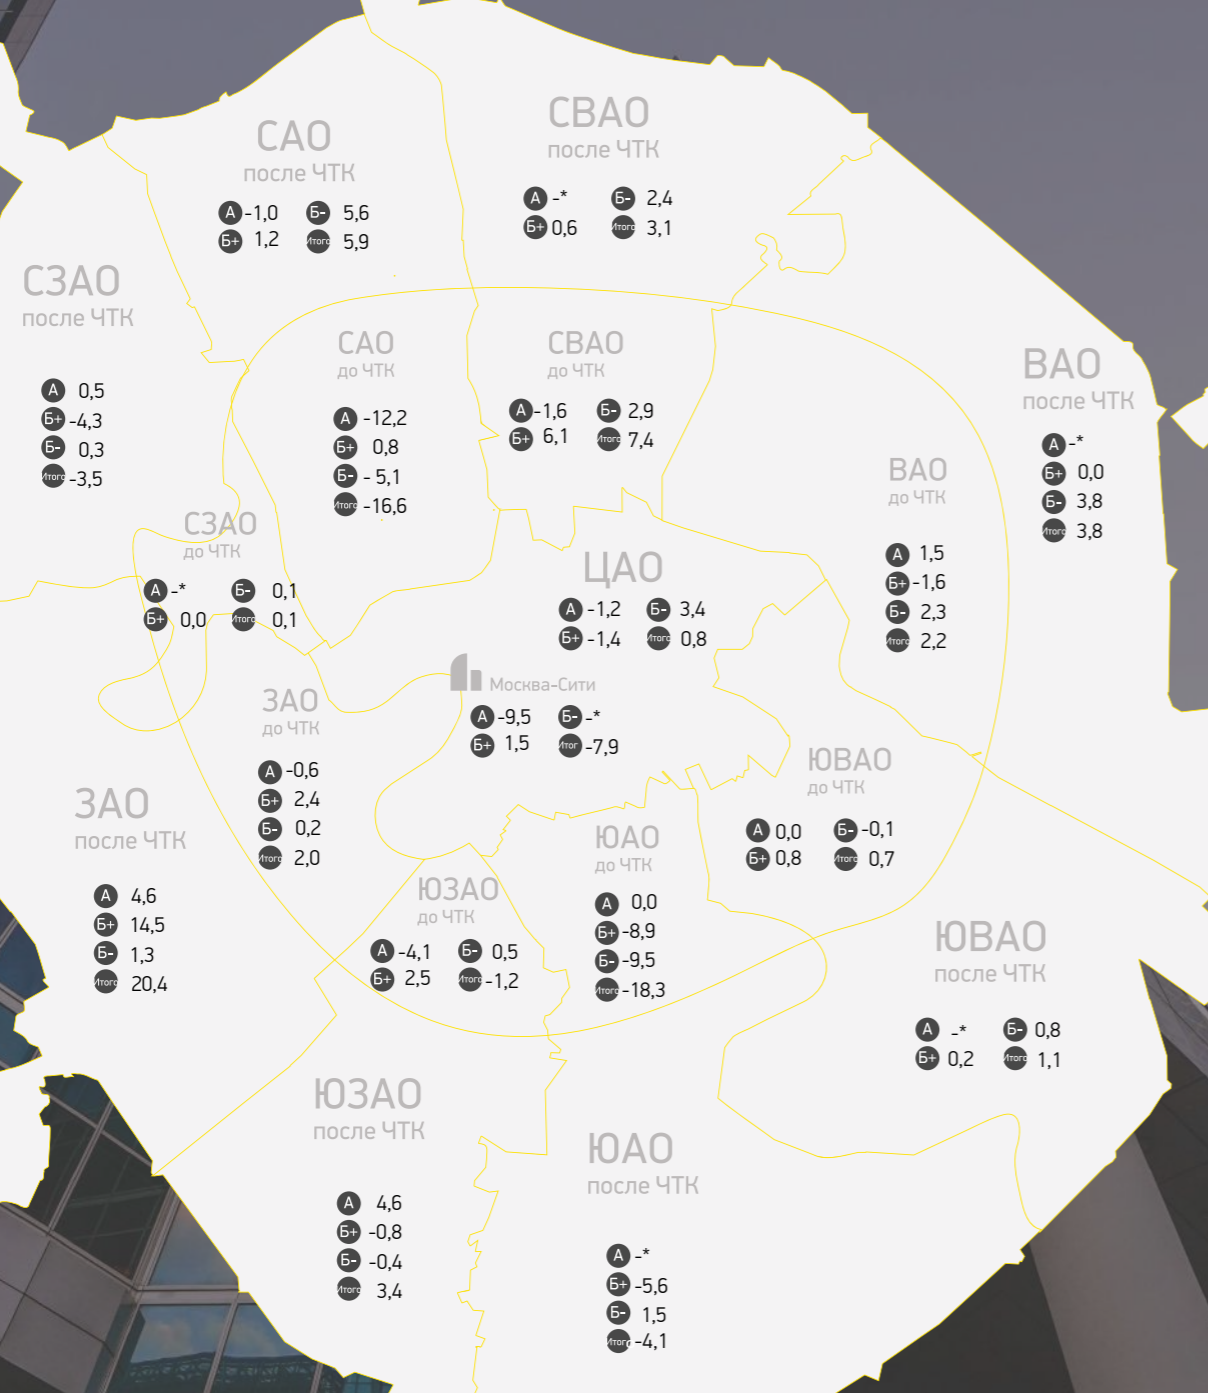 СВАО
после ЧТК
А -* Б- 2,4
Б+ 0,6 Итого 3,1
САО
после ЧТК
А -1,0 Б- 5,6
Б+ 1,2 Итого 5,9
СЗАО
после ЧТК
А 0,5
Б+ -4,3
Б- 0,3
Итого -3,5
САО
до ЧТК
А -12,2
Б+ 0,8
Б- - 5,1
Итого -16,6
СВАО
до ЧТК
А -1,6 Б- 2,9
Б+ 6,1 Итого 7,4
ВАО
после ЧТК
А -*
Б+ 0,0
Б- 3,8
Итого 3,8
ВАО
до ЧТК
А 1,5
Б+ -1,6
Б- 2,3
Итого 2,2
СЗАО
до ЧТК
А -* Б- 0,1
Б+ 0,0 Итого 0,1
ЦАО
А -1,2 Б- 3,4
Б+ -1,4 Итого 0,8
Москва-Сити
А -9,5 Б- -*
Б+ 1,5 Итог -7,9
ЗАО
до ЧТК
А -0,6
Б+ 2,4
Б- 0,2
Итого 2,0
ЮВАО
до ЧТК
А 0,0 Б- -0,1
Б+ 0,8 Итого 0,7
ЗАО
после ЧТК
А 4,6
Б+ 14,5
Б- 1,3
Итого 20,4
ЮАО
до ЧТК
А 0,0
Б+ -8,9
Б- -9,5
Итого -18,3
ЮЗАО
до ЧТК
А -4,1 Б- 0,5
Б+ 2,5 Итого -1,2
ЮВАО
после ЧТК
А -* Б- 0,8
Б+ 0,2 Итого 1,1
ЮЗАО
после ЧТК
А 4,6
Б+ -0,8
Б- -0,4
Итого 3,4
ЮАО
после ЧТК
А -*
Б+ -5,6
Б- 1,5
Итого -4,1